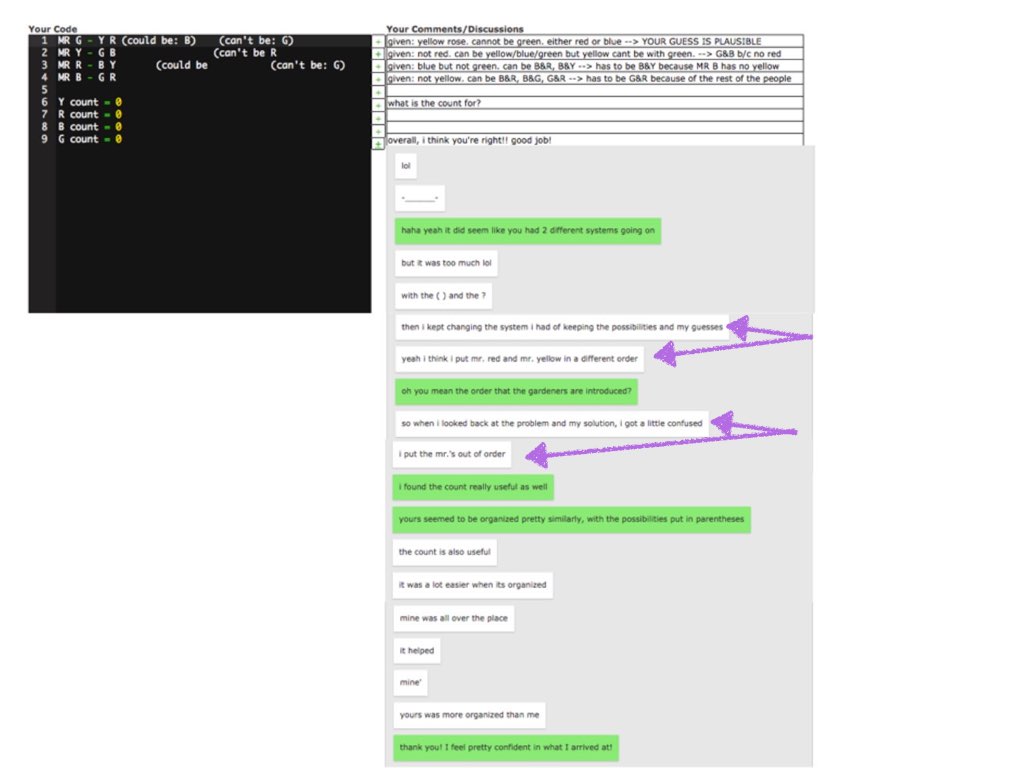 Your Code
1 MR G - Y R (could be: B) (can't be: G)
2 MR Y - G B (can't be R
3 MR R - B Y (could be (can't be: G)
4 MR B - G R
5
6 Y count = 0
7 R count = 0
8 B count = 0
9 G count = 0
Your Comments/Discussions
+ given: yellow rose. cannot be green. either red or blue --> YOUR GUESS IS PLAUSIBLE
+ given: not red. can be yellow/blue/green but yellow cant be with green. --> G&B b/c no red
+ given: blue but not green. can be B&R, B&Y --> has to be B&Y because MR B has no yellow
+ given: not yellow. can be B&R, B&G, G&R --> has to be G&R because of the rest of the people
+
+ what is the count for?
+
+
+ overall, i think you're right!! good job!
lol
-______-
haha yeah it did seem like you had 2 different systems going on
but it was too much lol
with the ( ) and the ?
then i kept changing the system i had of keeping the possibilities and my guesses
yeah i think i put mr. red and mr. yellow in a different order
oh you mean the order that the gardeners are introduced?
so when i looked back at the problem and my solution, i got a little confused
i put the mr.'s out of order
i found the count really useful as well
yours seemed to be organized pretty similarly, with the possibilities put in parentheses
the count is also useful
it was a lot easier when its organized
mine was all over the place
it helped
mine'
yours was more organized than me
thank you! I feel pretty confident in what I arrived at!